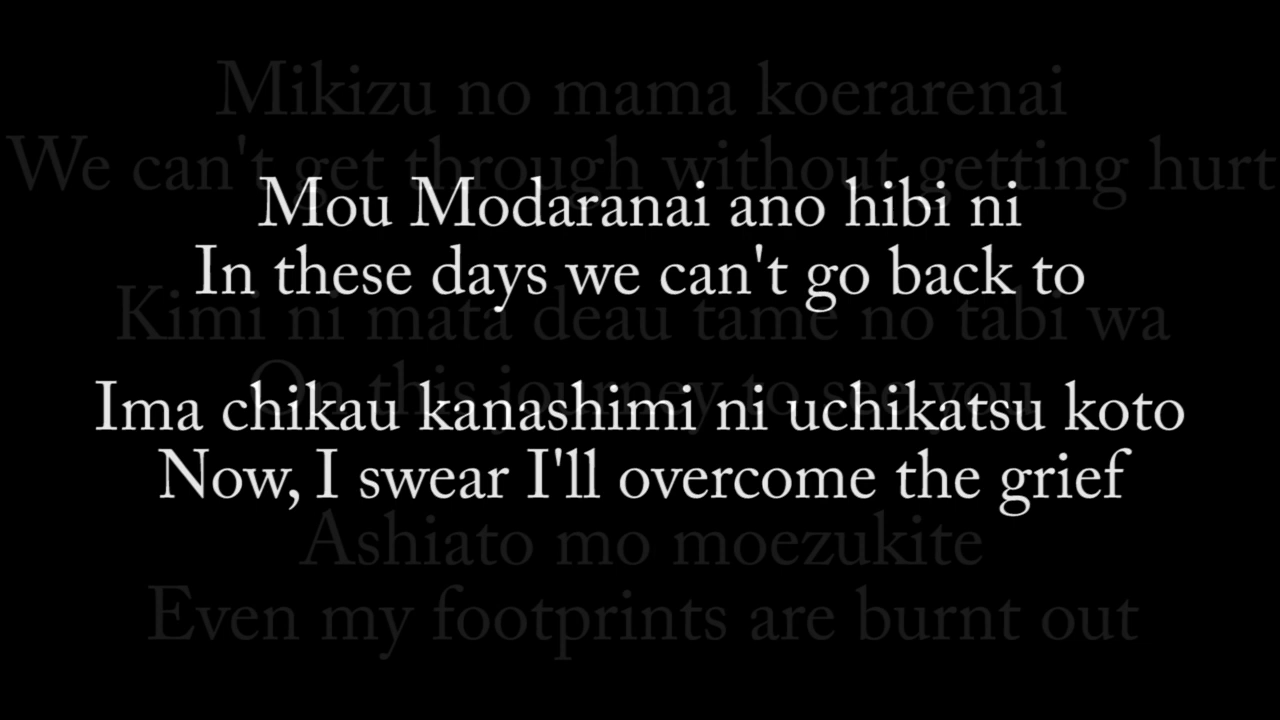 Mikizu no mama koerarenai
We can't get through without getting hurt
Mou Modaranai ano hibi ni
In these days we can't go back to
Kimi ni mata deau tame no tabi wa
On this journey to see you
Ima chikau kanashimi ni uchikatsu koto
Now, I swear I'll overcome the grief
Ashiato mo moezukite
Even my footprints are burnt out